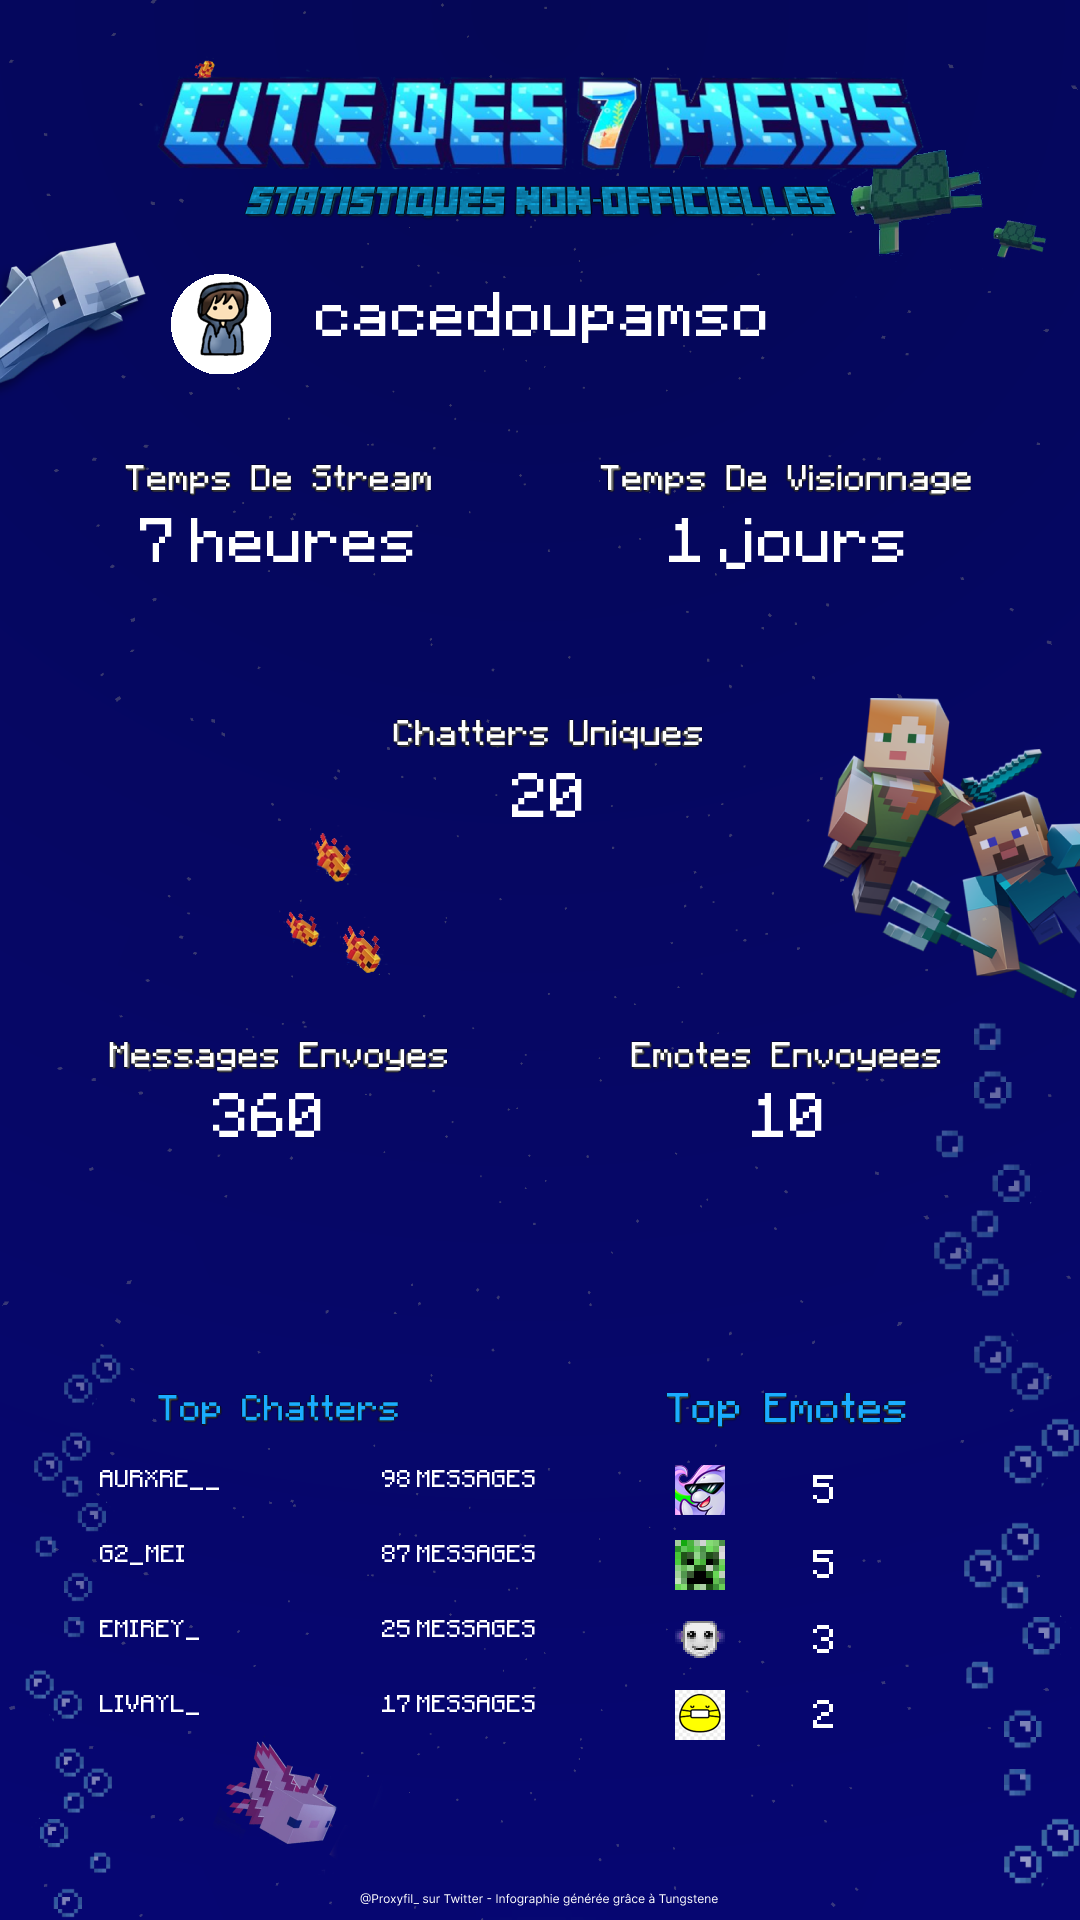 CITE DES 7 MERS
STATISTIQUES NON-OFFICIELLES
cacedoupamso
Temps De Stream
7 heures
Temps De Visionnage
1 jours
Chatters Uniques
20
Messages Envoyes
360
Emotes Envoyees
10
Top Chatters
AURXRE__ 98 MESSAGES
G2_MEI 87 MESSAGES
EMIREY_ 25 MESSAGES
LIVAYL_ 17 MESSAGES
Top Emotes
5
5
3
2
@Proxyfil_ sur Twitter - Infographie générée grâce à Tungstene